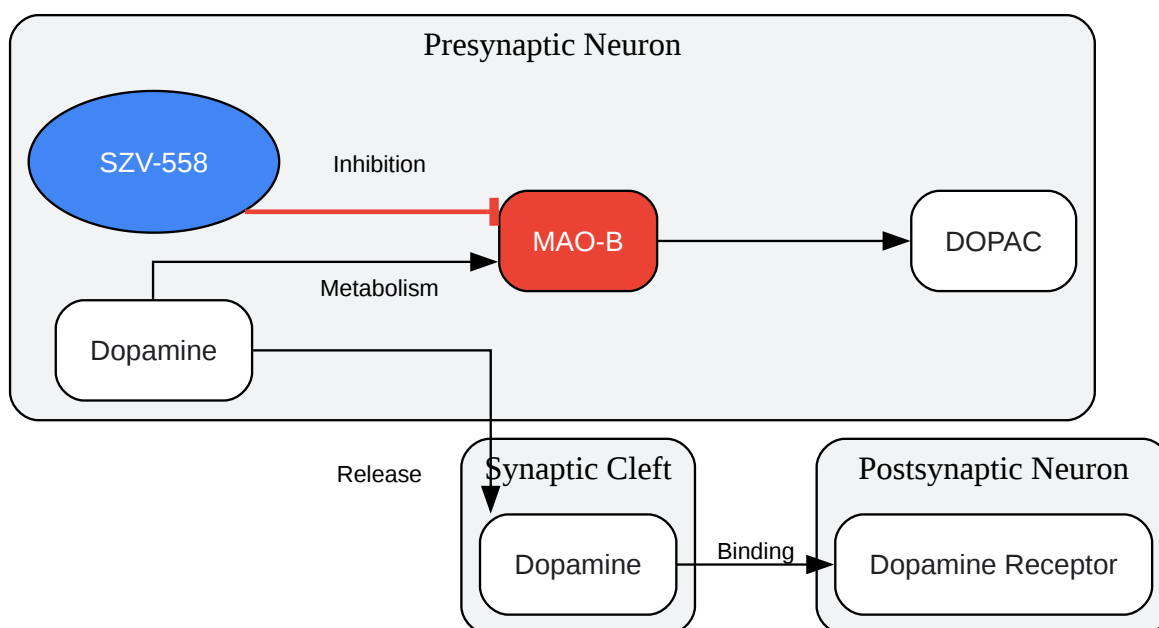 Presynaptic Neuron
SZV-558
Inhibition
MAO-B
DOPAC
Metabolism
Dopamine
Release
Synaptic Cleft
Postsynaptic Neuron
Dopamine
Binding
Dopamine Receptor